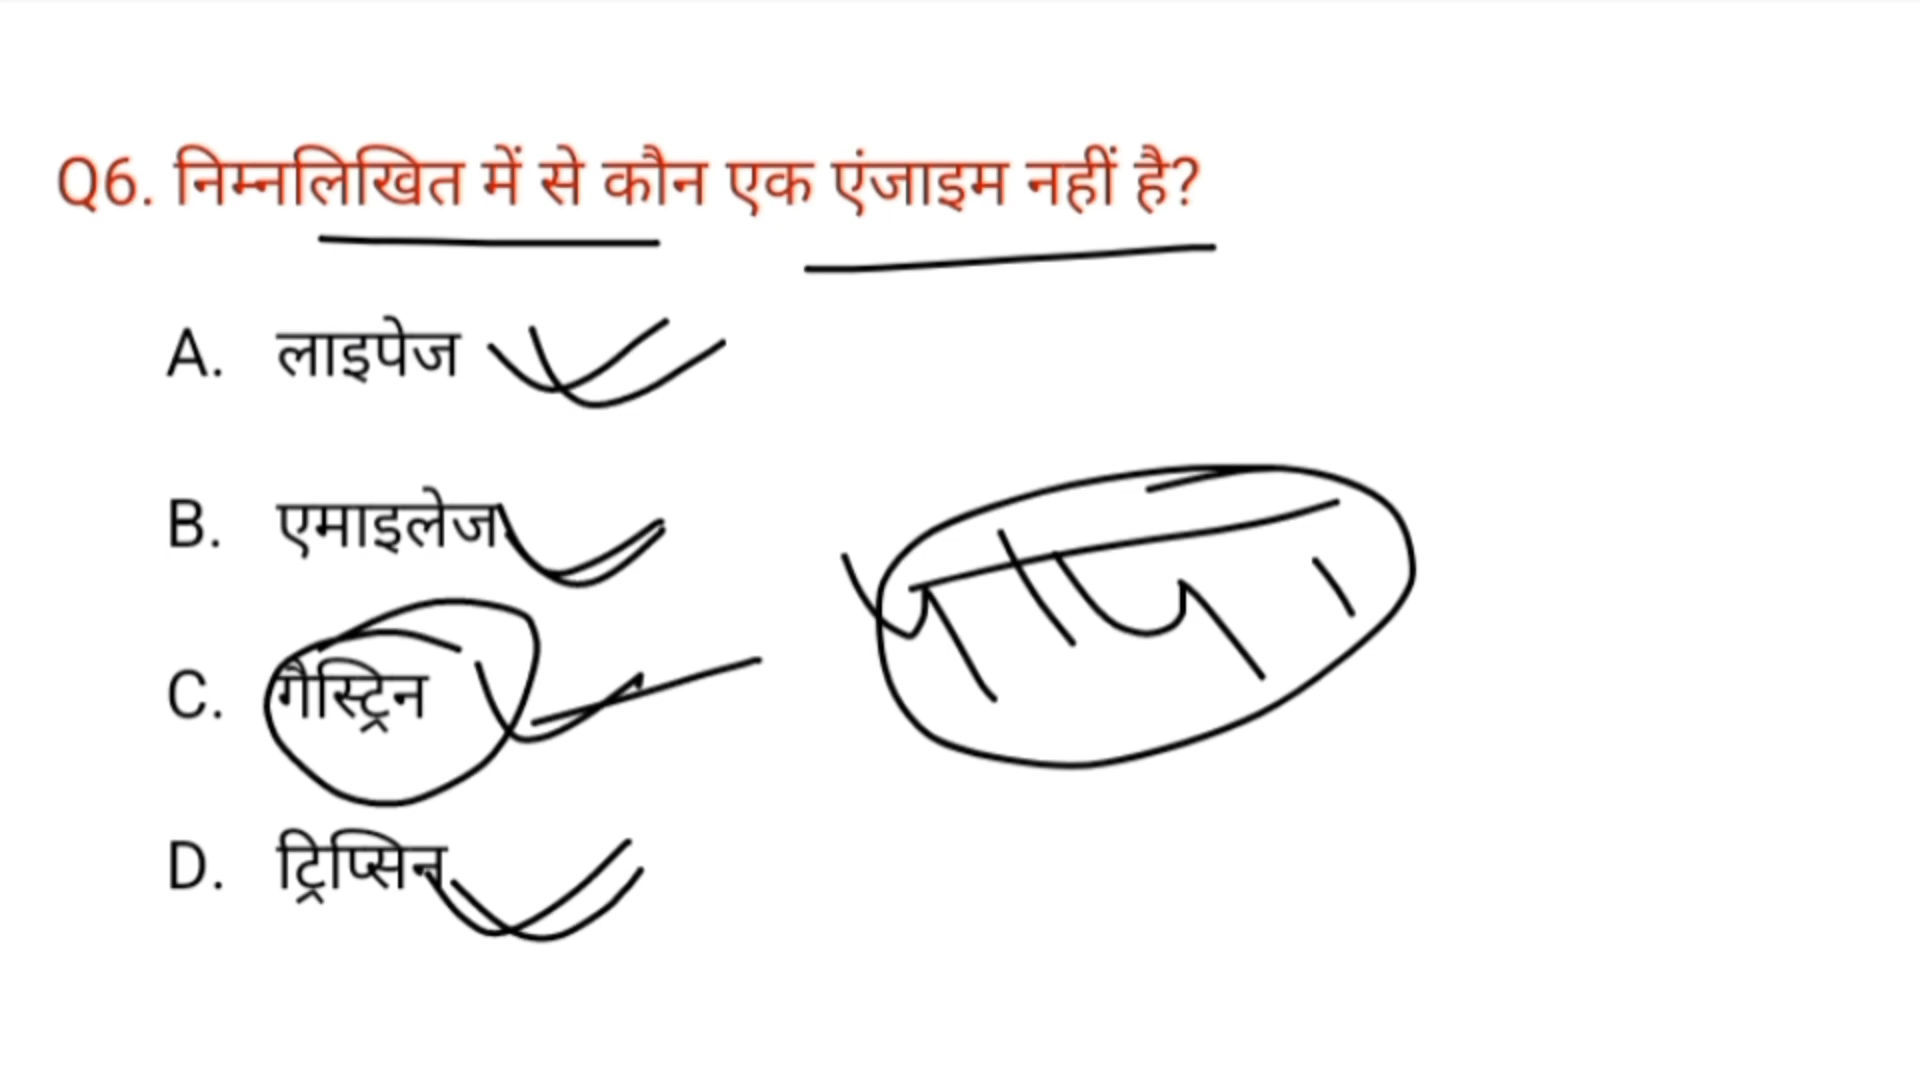 Q6. निम्नलिखित में से कौन एक एंजाइम नहीं है?
A. लाइपेज
B. एमाइलेज
C. गैस्ट्रिन
D. ट्रिप्सिन